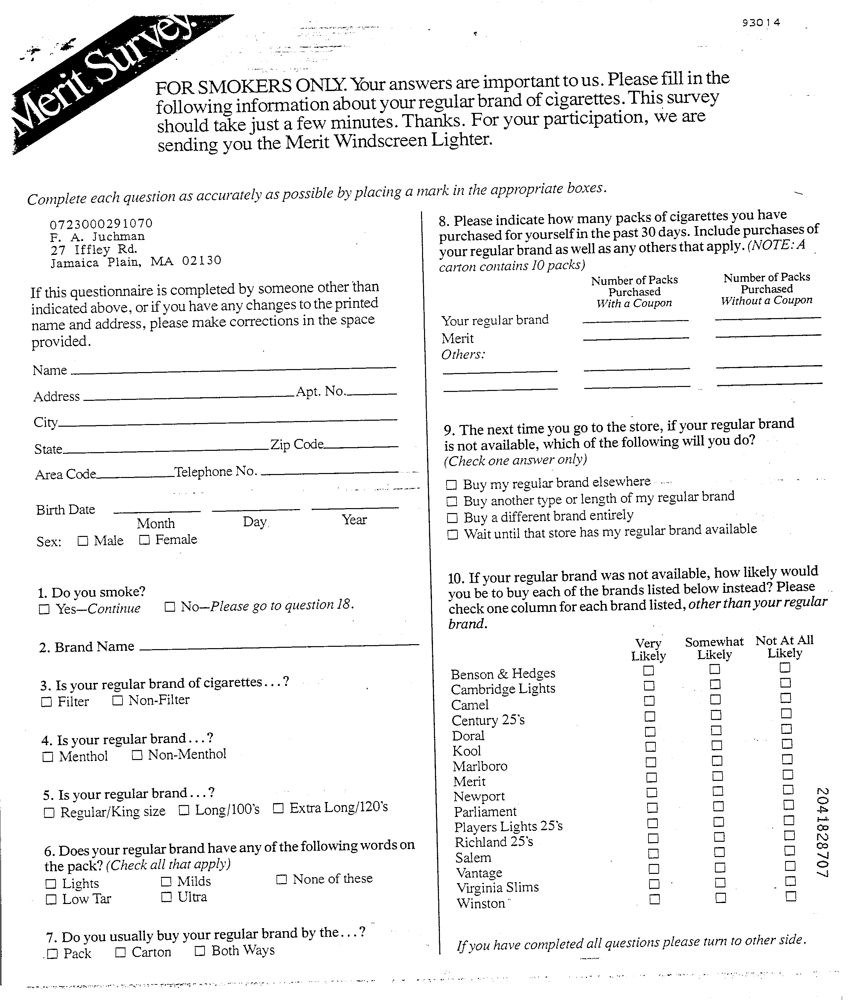 93014
Merit Survey.
FOR SMOKERS ONLY. Your answers are important to us. Please fill in the
following information about your regular brand of cigarettes. This survey
should take just a few minutes. Thanks. For your participation, we are
sending you the Merit Windscreen Lighter.
Complete each question as accurately as possible by placing a mark in the appropriate boxes.
0723000291070
F. A. Juchman
27 Iffley Rd.
Jamaica Plain, MA 02130
If this questionnaire is completed by someone other than
indicated above, or if you have any changes to the printed
name and address, please make corrections in the space
provided.
Name
Address Apt. No.
City
State Zip Code
Area Code Telephone No.
Birth Date
Month Day Year
Sex: □ Male □ Female
1. Do you smoke?
□ Yes—Continue □ No—Please go to question 18.
2. Brand Name
3. Is your regular brand of cigarettes...?
□ Filter □ Non-Filter
4. Is your regular brand...?
□ Menthol □ Non-Menthol
5. Is your regular brand...?
□ Regular/King size □ Long/100's □ Extra Long/120's
6. Does your regular brand have any of the following words on
the pack? (Check all that apply)
□ Lights □ Milds □ None of these
□ Low Tar □ Ultra
7. Do you usually buy your regular brand by the...?
□ Pack □ Carton □ Both Ways
8. Please indicate how many packs of cigarettes you have
purchased for yourself in the past 30 days. Include purchases of
your regular brand as well as any others that apply. (NOTE: A
carton contains 10 packs)
Number of Packs Number of Packs
Purchased Purchased
With a Coupon Without a Coupon
Your regular brand
Merit
Others:
9. The next time you go to the store, if your regular brand
is not available, which of the following will you do?
(Check one answer only)
□ Buy my regular brand elsewhere
□ Buy another type or length of my regular brand
□ Buy a different brand entirely
□ Wait until that store has my regular brand available
10. If your regular brand was not available, how likely would
you be to buy each of the brands listed below instead? Please
check one column for each brand listed, other than your regular
brand.
Very Somewhat Not At All
Likely Likely Likely
Benson & Hedges □ □ □
Cambridge Lights □ □ □
Camel □ □ □
Century 25's □ □ □
Doral □ □ □
Kool □ □ □
Marlboro □ □ □
Merit □ □ □
Newport □ □ □
Parliament □ □ □
Players Lights 25's □ □ □
Richland 25's □ □ □
Salem □ □ □
Vantage □ □ □
Virginia Slims □ □ □
Winston □ □ □
If you have completed all questions please turn to other side.
2041828707